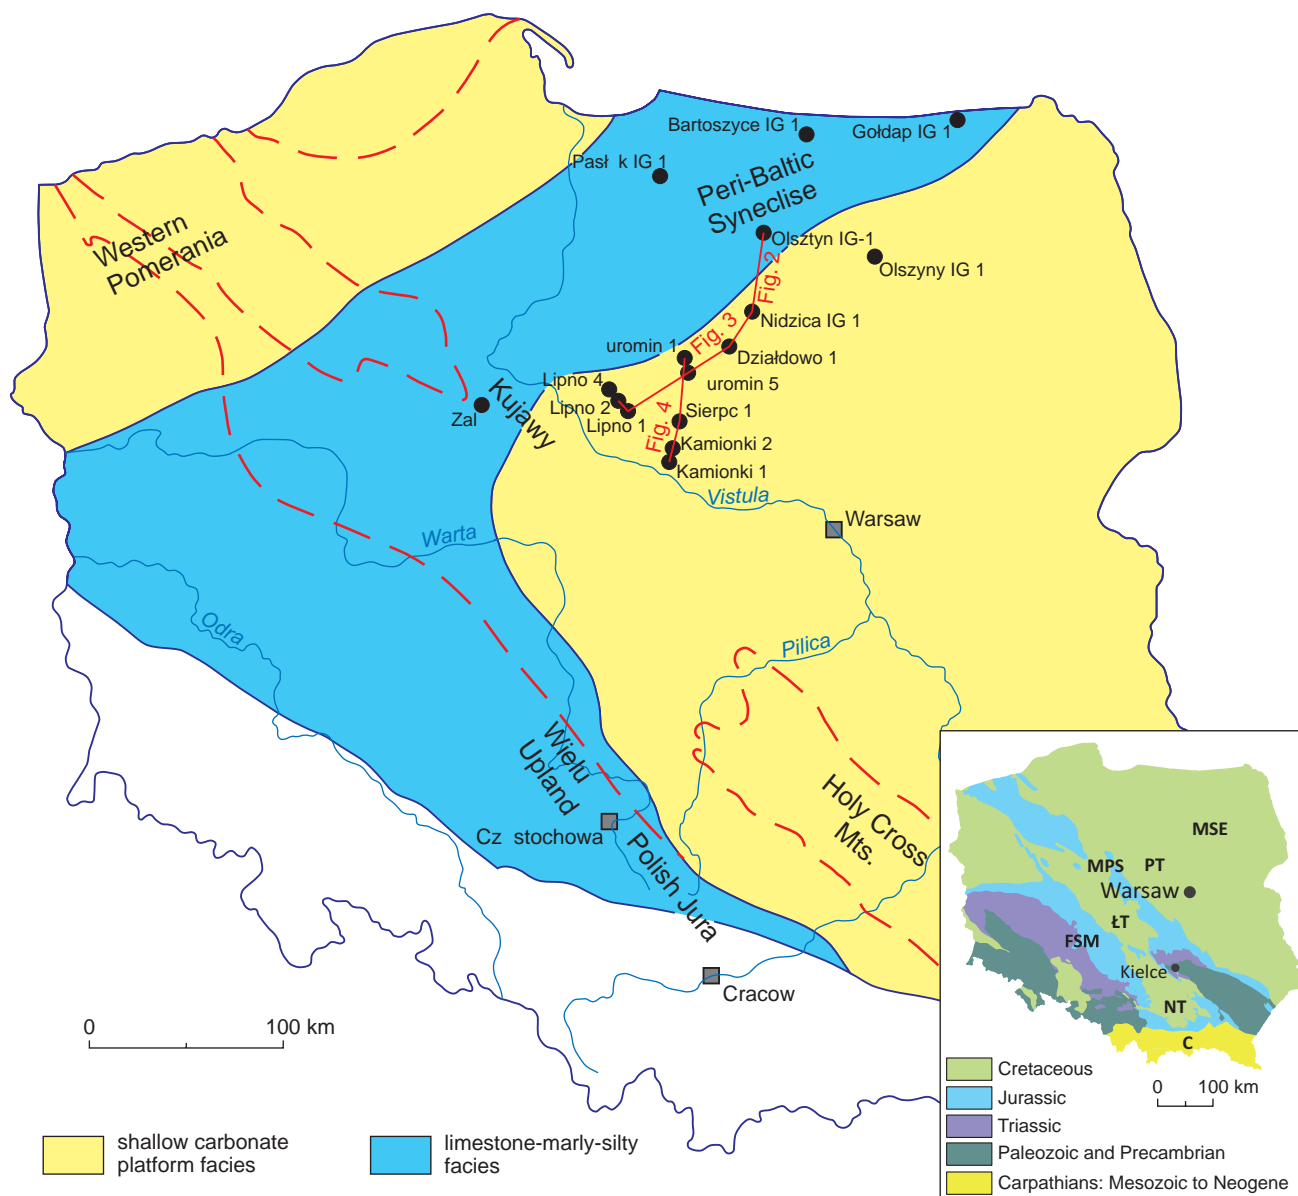 Bartoszyce IG 1
Gołdap IG 1
Pasł k IG 1
Peri-Baltic
Syneclise
Western
Pomerania
Olsztyn IG-1
Olszyny IG 1
Fig. 2
Nidzica IG 1
Fig. 3
uromin 1
Działdowo 1
uromin 5
Lipno 4
Lipno 2
Lipno 1
Zal
Kujawy
Sierpc 1
Fig. 4
Kamionki 2
Kamionki 1
Vistula
Warsaw
Warta
Odra
Pilica
Wielu
Upland
Holy Cross
Mts.
Cz stochowa
Polish Jura
Cracow
0 100 km
shallow carbonate
platform facies
limestone-marly-silty
facies
MSE
MPS PT
Warsaw
ŁT
FSM
Kielce
NT
C
Cretaceous
Jurassic
0 100 km
Triassic
Paleozoic and Precambrian
Carpathians: Mesozoic to Neogene